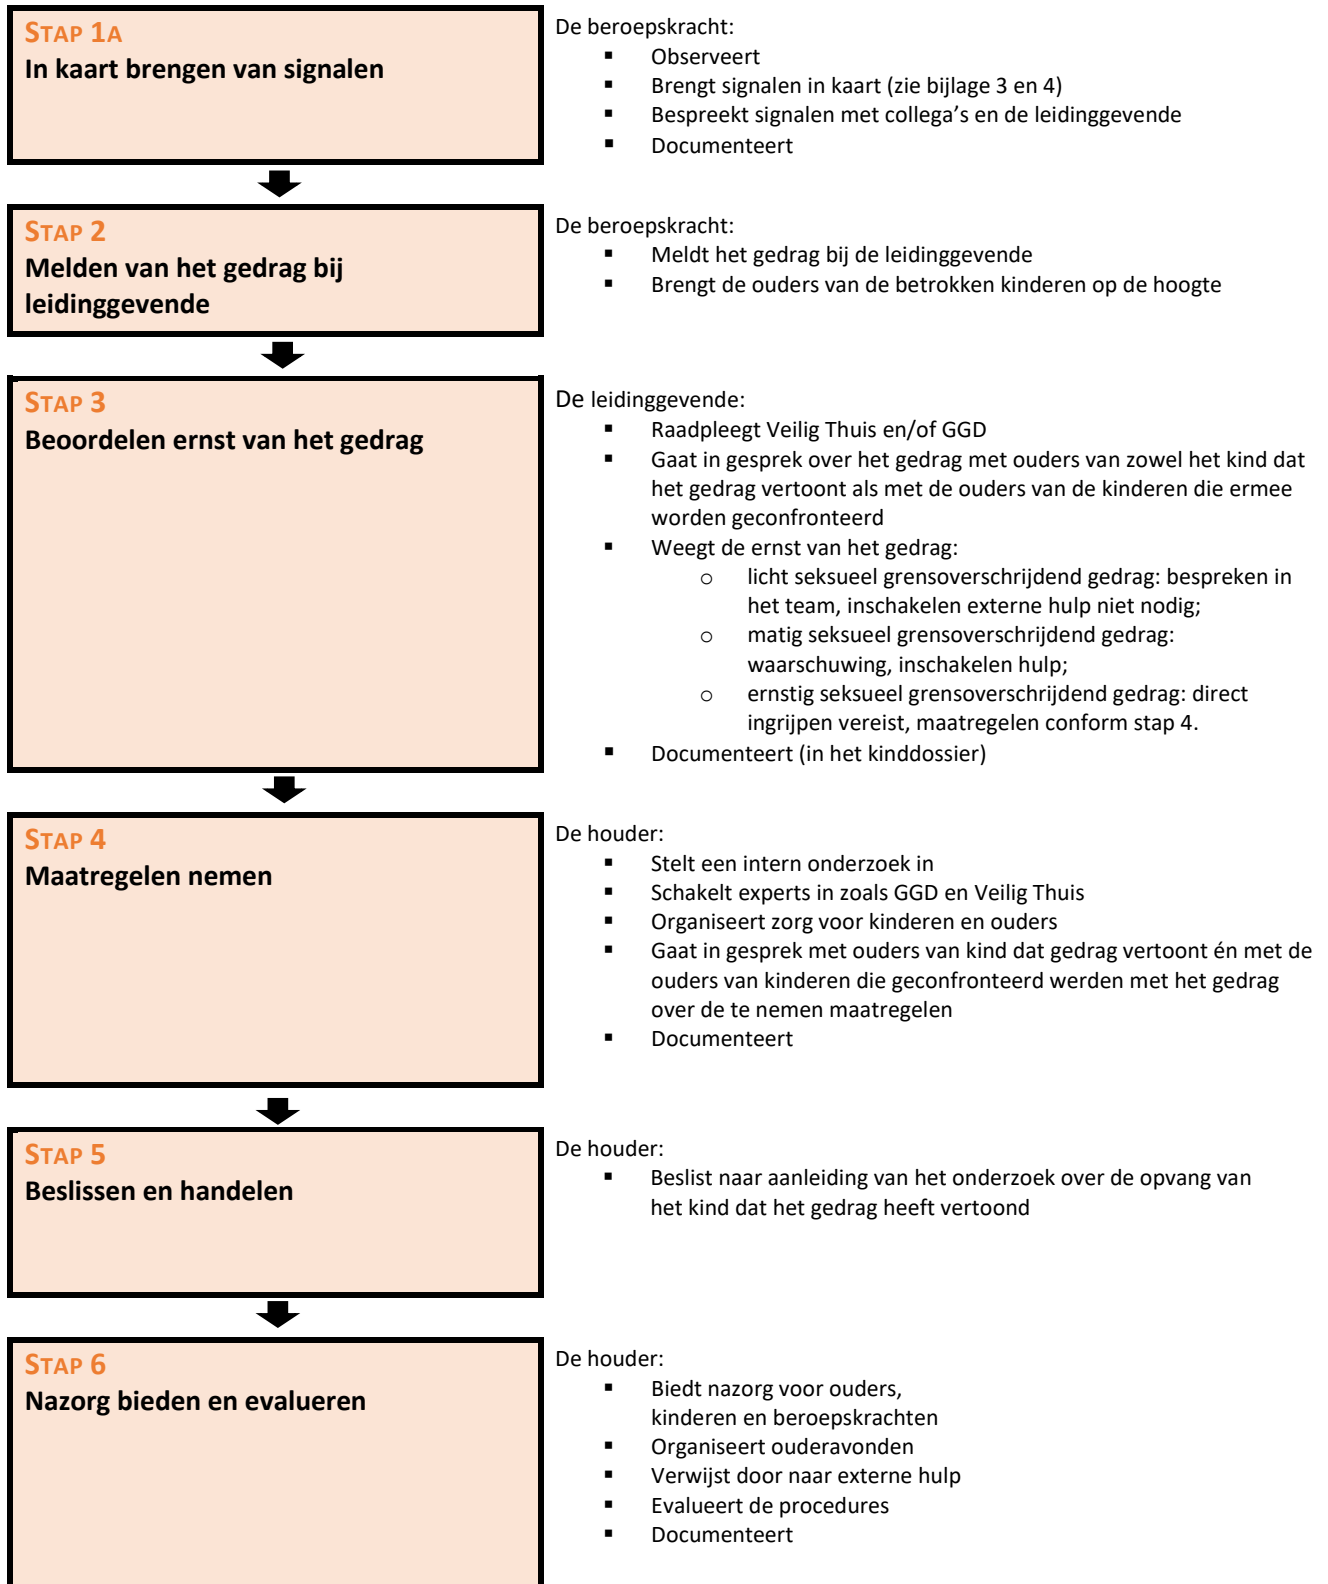 STAP 1A
In kaart brengen van signalen
De beroepskracht:
▪ Observeert
▪ Brengt signalen in kaart (zie bijlage 3 en 4)
▪ Bespreekt signalen met collega’s en de leidinggevende
▪ Documenteert
STAP 2
Melden van het gedrag bij
leidinggevende
De beroepskracht:
▪ Meldt het gedrag bij de leidinggevende
▪ Brengt de ouders van de betrokken kinderen op de hoogte
STAP 3
Beoordelen ernst van het gedrag
De leidinggevende:
▪ Raadpleegt Veilig Thuis en/of GGD
▪ Gaat in gesprek over het gedrag met ouders van zowel het kind dat
het gedrag vertoont als met de ouders van de kinderen die ermee
worden geconfronteerd
▪ Weegt de ernst van het gedrag:
o licht seksueel grensoverschrijdend gedrag: bespreken in
het team, inschakelen externe hulp niet nodig;
o matig seksueel grensoverschrijdend gedrag:
waarschuwing, inschakelen hulp;
o ernstig seksueel grensoverschrijdend gedrag: direct
ingrijpen vereist, maatregelen conform stap 4.
▪ Documenteert (in het kinddossier)
STAP 4
Maatregelen nemen
De houder:
▪ Stelt een intern onderzoek in
▪ Schakelt experts in zoals GGD en Veilig Thuis
▪ Organiseert zorg voor kinderen en ouders
▪ Gaat in gesprek met ouders van kind dat gedrag vertoont én met de
ouders van kinderen die geconfronteerd werden met het gedrag
over de te nemen maatregelen
▪ Documenteert
STAP 5
Beslissen en handelen
De houder:
▪ Beslist naar aanleiding van het onderzoek over de opvang van
het kind dat het gedrag heeft vertoond
STAP 6
Nazorg bieden en evalueren
De houder:
▪ Biedt nazorg voor ouders,
kinderen en beroepskrachten
▪ Organiseert ouderavonden
▪ Verwijst door naar externe hulp
▪ Evalueert de procedures
▪ Documenteert